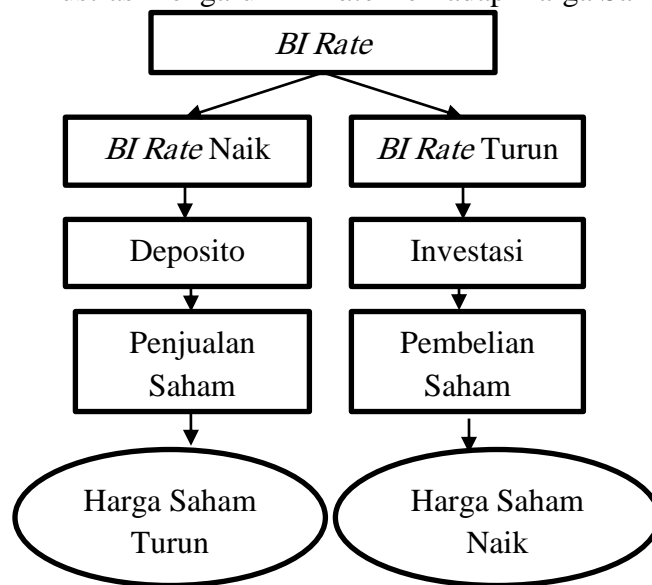 BI Rate
BI Rate Naik
BI Rate Turun
Deposito
Investasi
Penjualan
Saham
Pembelian
Saham
Harga Saham
Turun
Harga Saham
Naik